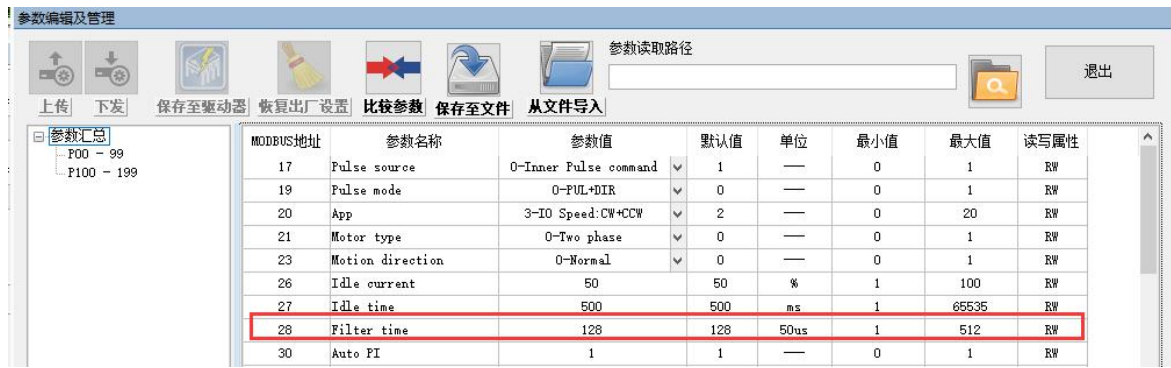 参数编辑及管理
参数读取路径
上传 下发 保存至驱动器 恢复出厂设置 比较参数 保存至文件 从文件导入 退出
参数汇总
P00 - 99
P100 - 199
MODBUS地址 参数名称 参数值 默认值 单位 最小值 最大值 读写属性
17 Pulse source 0-Inner Pulse command 1 —— 0 1 RW
19 Pulse mode 0-PUL+DIR 0 —— 0 1 RW
20 App 3-IO Speed:CW+CCW 2 —— 0 20 RW
21 Motor type 0-Two phase 0 —— 0 1 RW
23 Motion direction 0-Normal 0 —— 0 1 RW
26 Idle current 50 50 % 1 100 RW
27 Idle time 500 500 ms 1 65535 RW
28 Filter time 128 128 50us 1 512 RW
30 Auto PI 1 1 —— 0 1 RW